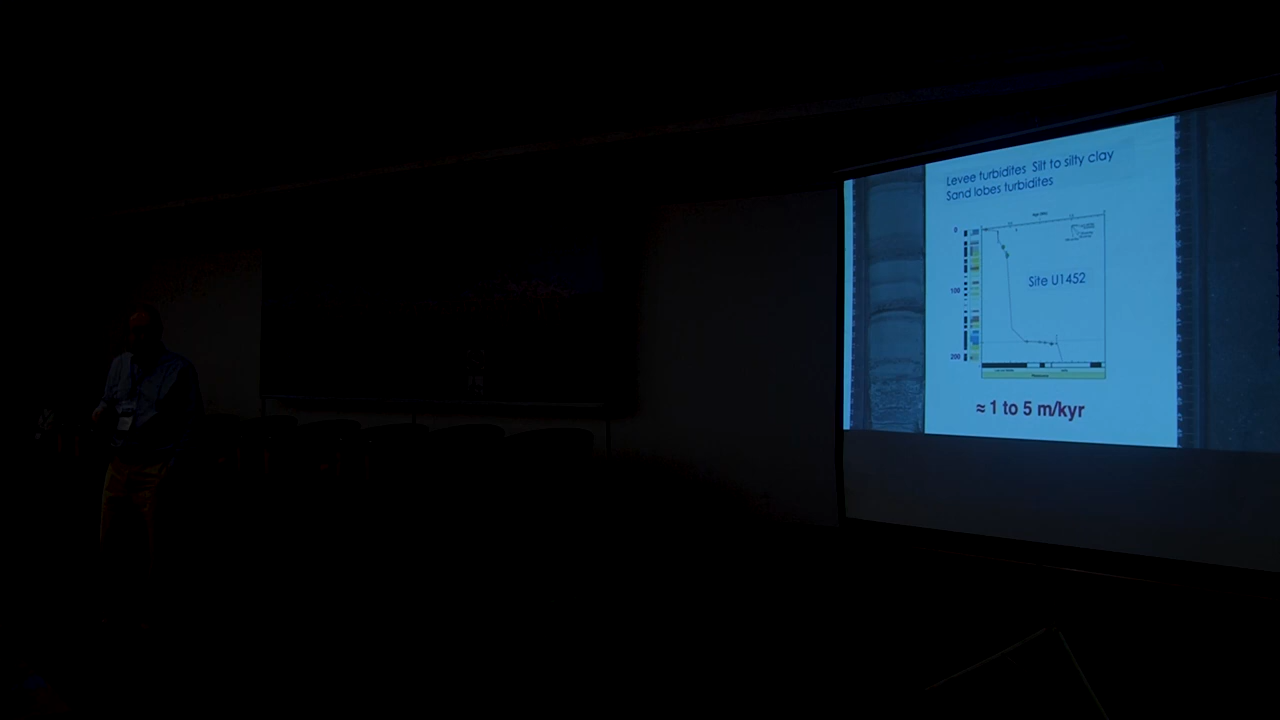 Levee turbidites Silt to silty clay
Sand lobes turbidites
0
Site U1452
100
200
≈ 1 to 5 m/kyr